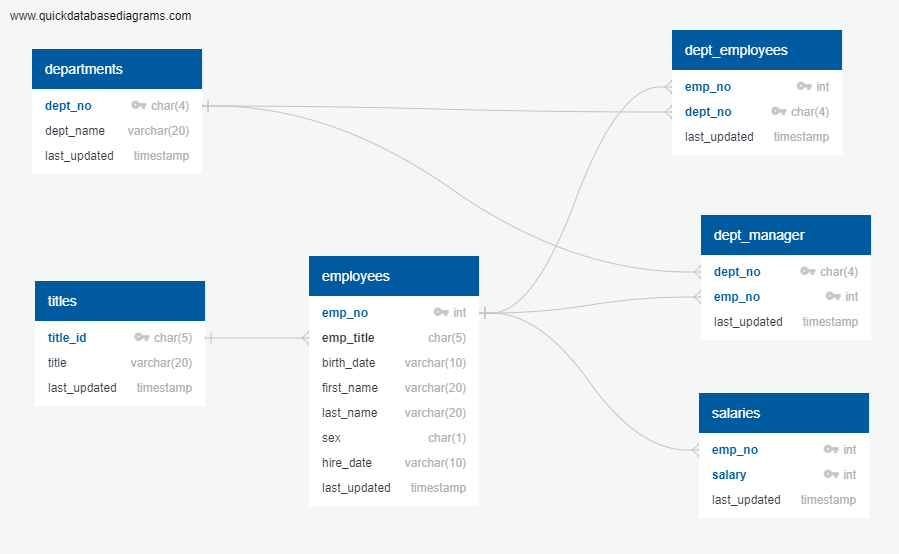 www.quickdatabasediagrams.com
departments
dept_no char(4)
dept_name varchar(20)
last_updated timestamp
dept_employees
emp_no int
dept_no char(4)
last_updated timestamp
dept_manager
dept_no char(4)
emp_no int
last_updated timestamp
titles
title_id char(5)
title varchar(20)
last_updated timestamp
employees
emp_no int
emp_title char(5)
birth_date varchar(10)
first_name varchar(20)
last_name varchar(20)
sex char(1)
hire_date varchar(10)
last_updated timestamp
salaries
emp_no int
salary int
last_updated timestamp